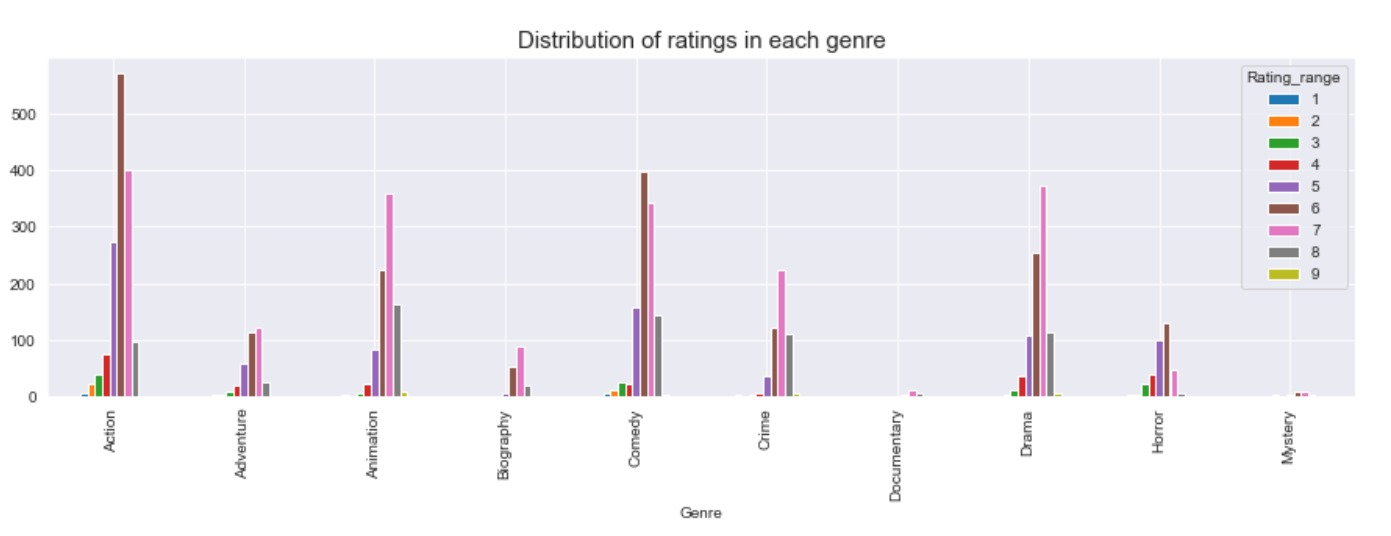 Distribution of ratings in each genre
Rating_range
1
2
3
4
5
6
7
8
9
500
400
300
200
100
0
Action
Adventure
Animation
Biography
Comedy
Crime
Documentary
Drama
Horror
Mystery
Genre